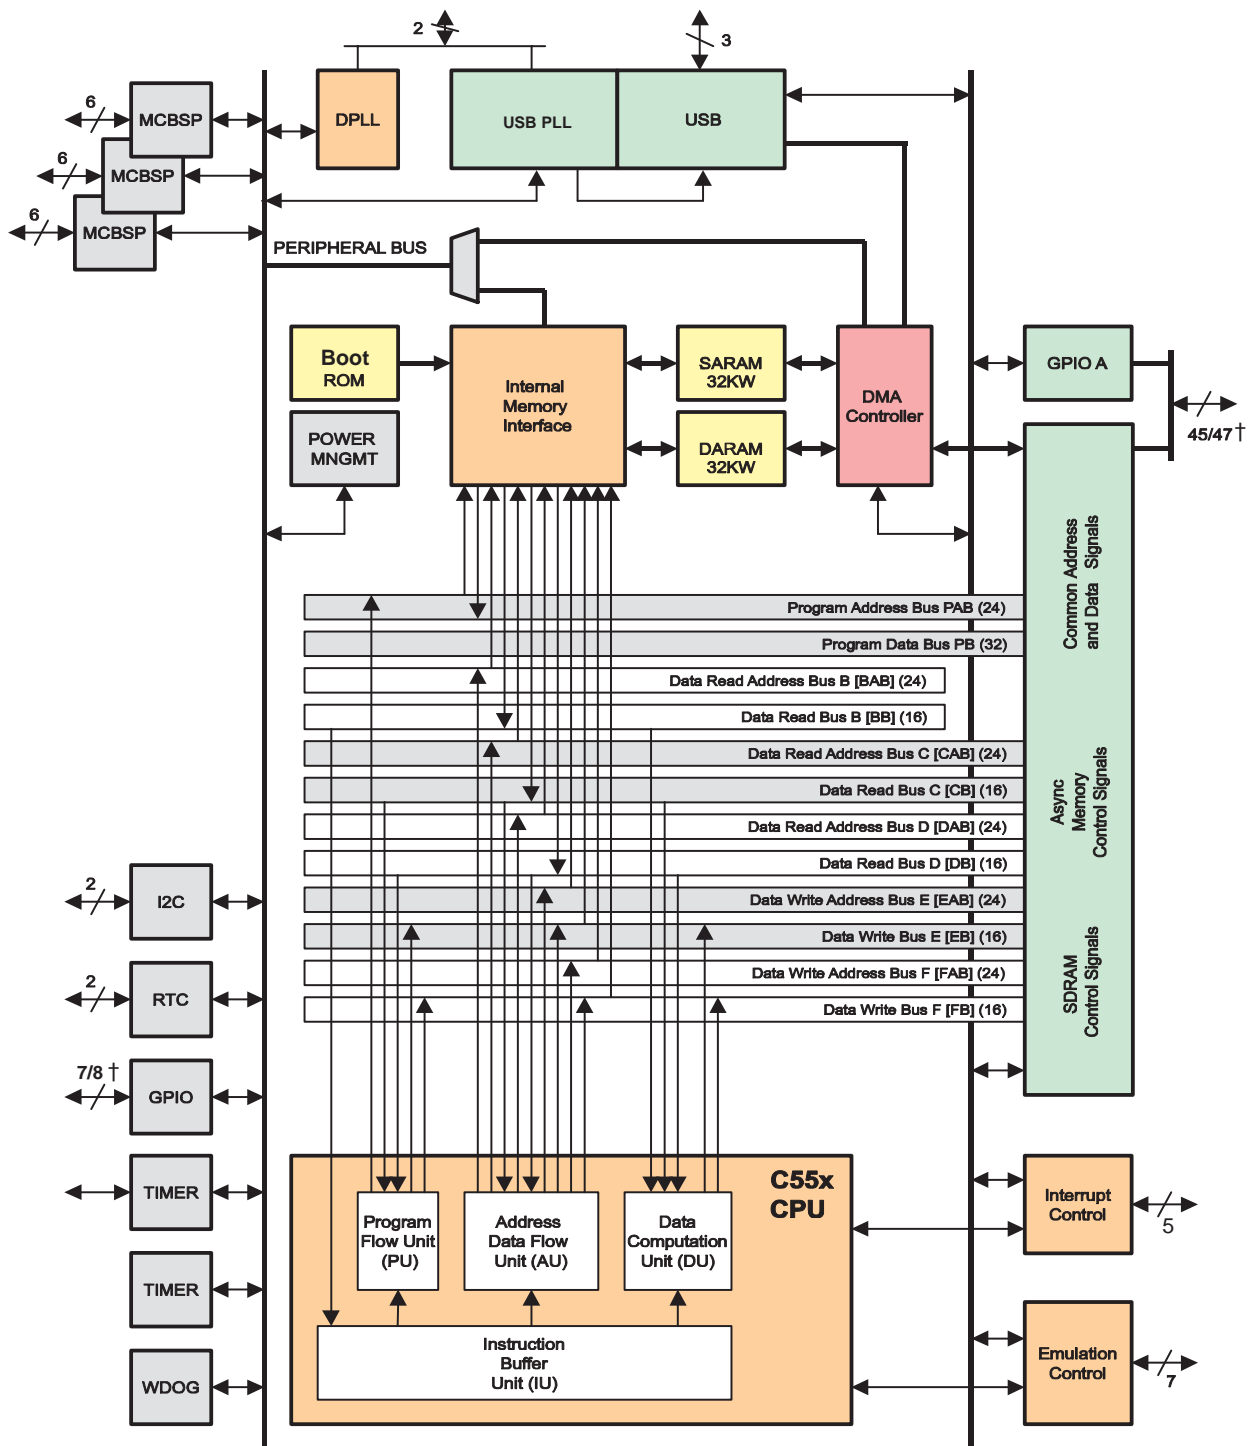 2
3
6
MCBSP
DPLL
USB PLL
USB
6
MCBSP
6
MCBSP
PERIPHERAL BUS
Boot
ROM
Internal
Memory
Interface
SARAM
32KW
DMA
Controller
GPIO A
45/47†
POWER
MNGMT
DARAM
32KW
Common Address
and Data Signals
Async
Memory
Control Signals
SDRAM
Control Signals
Program Address Bus PAB (24)
Program Data Bus PB (32)
Data Read Address Bus B [BAB] (24)
Data Read Bus B [BB] (16)
Data Read Address Bus C [CAB] (24)
Data Read Bus C [CB] (16)
Data Read Address Bus D [DAB] (24)
Data Read Bus D [DB] (16)
Data Write Address Bus E [EAB] (24)
Data Write Bus E [EB] (16)
Data Write Address Bus F [FAB] (24)
Data Write Bus F [FB] (16)
2
I2C
2
RTC
7/8 †
GPIO
TIMER
TIMER
WDOG
C55x
CPU
Program
Flow Unit
(PU)
Address
Data Flow
Unit (AU)
Data
Computation
Unit (DU)
Instruction
Buffer
Unit (IU)
Interrupt
Control
5
Emulation
Control
7